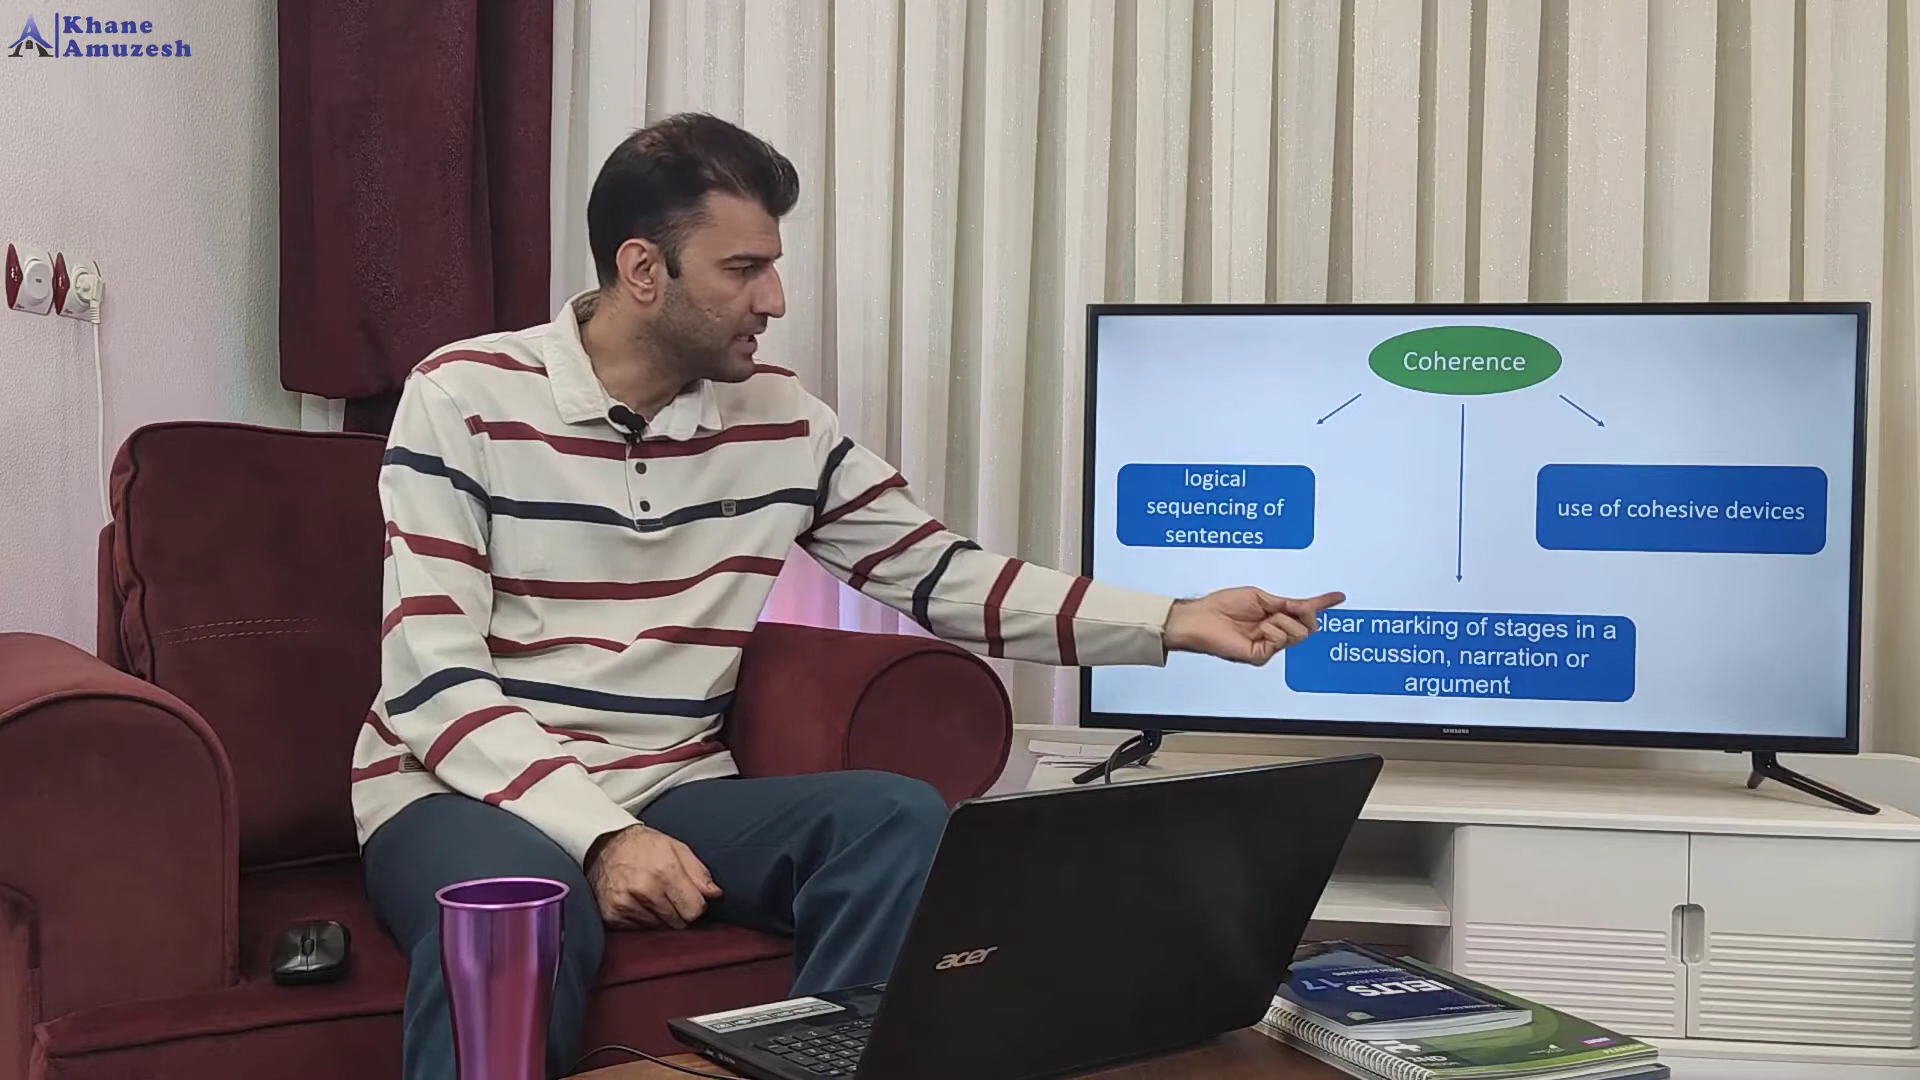 Khane
Amuzesh
Coherence
logical
sequencing of
sentences
use of cohesive devices
clear marking of stages in a
discussion, narration or
argument
SAMSUNG
acer
IELTS 17